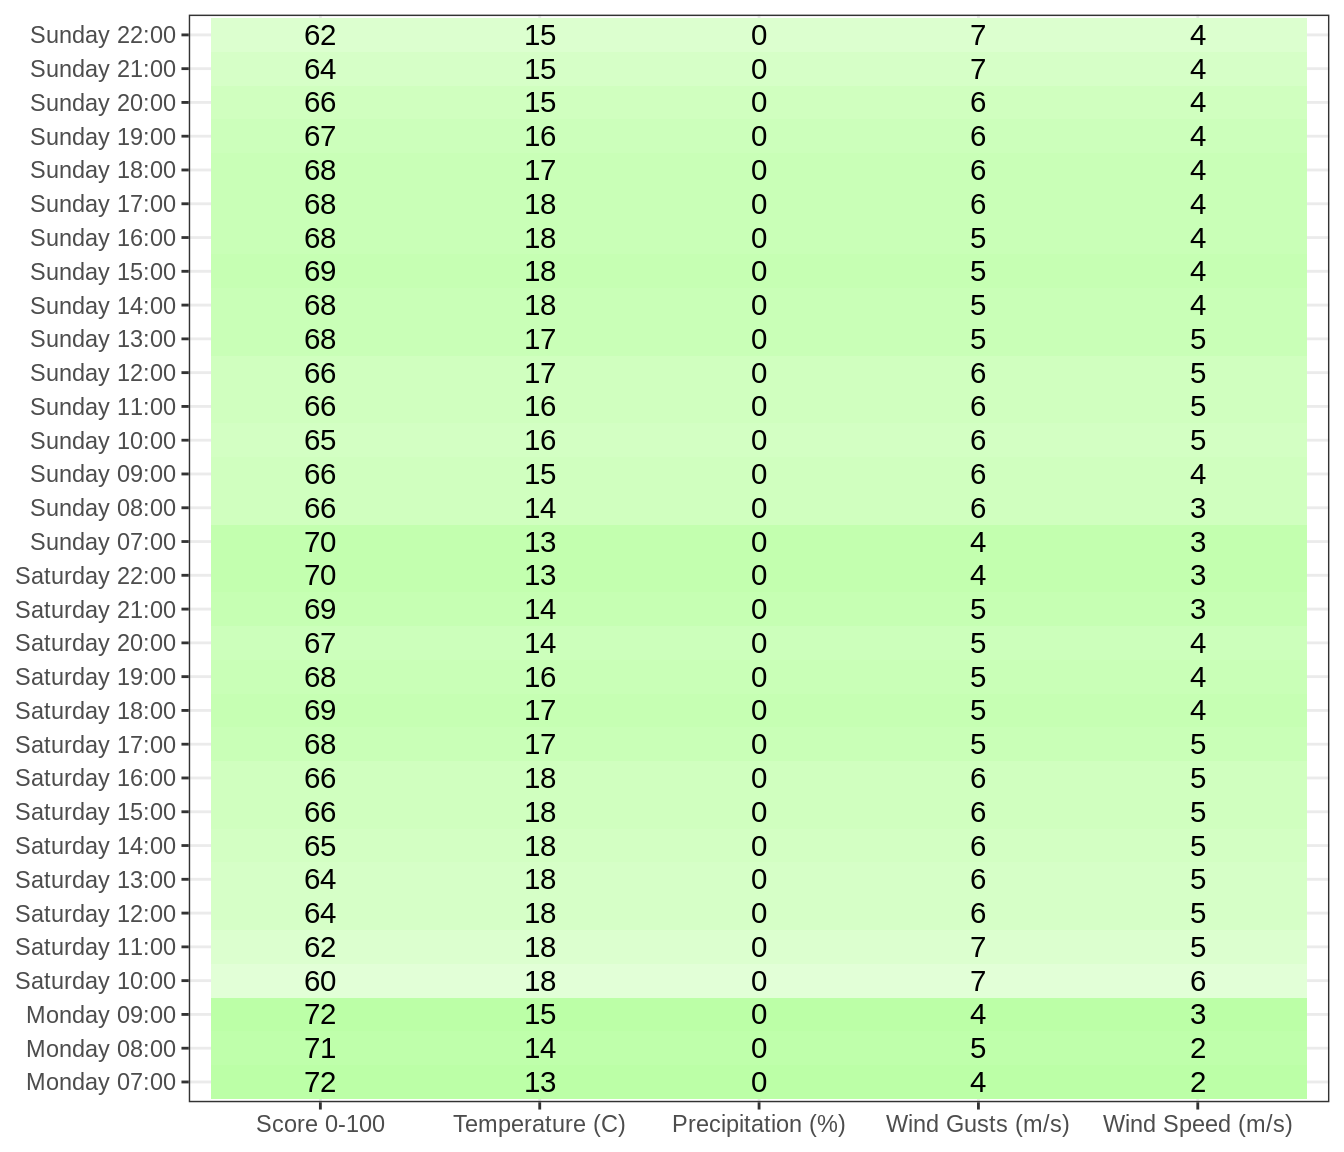 Sunday 22:00 62 15 0 7 4
Sunday 21:00 64 15 0 7 4
Sunday 20:00 66 15 0 6 4
Sunday 19:00 67 16 0 6 4
Sunday 18:00 68 17 0 6 4
Sunday 17:00 68 18 0 6 4
Sunday 16:00 68 18 0 5 4
Sunday 15:00 69 18 0 5 4
Sunday 14:00 68 18 0 5 4
Sunday 13:00 68 17 0 5 5
Sunday 12:00 66 17 0 6 5
Sunday 11:00 66 16 0 6 5
Sunday 10:00 65 16 0 6 5
Sunday 09:00 66 15 0 6 4
Sunday 08:00 66 14 0 6 3
Sunday 07:00 70 13 0 4 3
Saturday 22:00 70 13 0 4 3
Saturday 21:00 69 14 0 5 3
Saturday 20:00 67 14 0 5 4
Saturday 19:00 68 16 0 5 4
Saturday 18:00 69 17 0 5 4
Saturday 17:00 68 17 0 5 5
Saturday 16:00 66 18 0 6 5
Saturday 15:00 66 18 0 6 5
Saturday 14:00 65 18 0 6 5
Saturday 13:00 64 18 0 6 5
Saturday 12:00 64 18 0 6 5
Saturday 11:00 62 18 0 7 5
Saturday 10:00 60 18 0 7 6
Monday 09:00 72 15 0 4 3
Monday 08:00 71 14 0 5 2
Monday 07:00 72 13 0 4 2
Score 0-100 Temperature (C) Precipitation (%) Wind Gusts (m/s) Wind Speed (m/s)